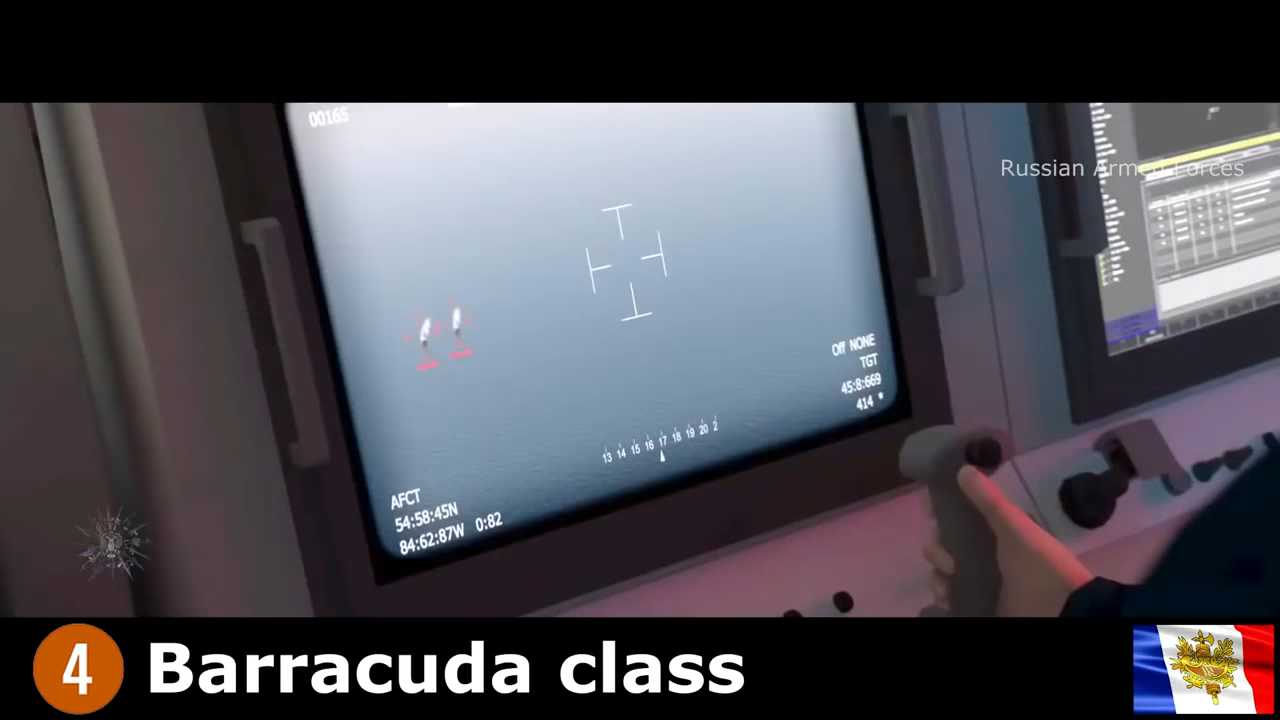 00165
Russian Armed Forces
Off NONE
TGT
45:8:669
414 °
13 14 15 16 17 18 19 20 2
AFCT
54:58:45N
84:62:87W 0:82
4 Barracuda class